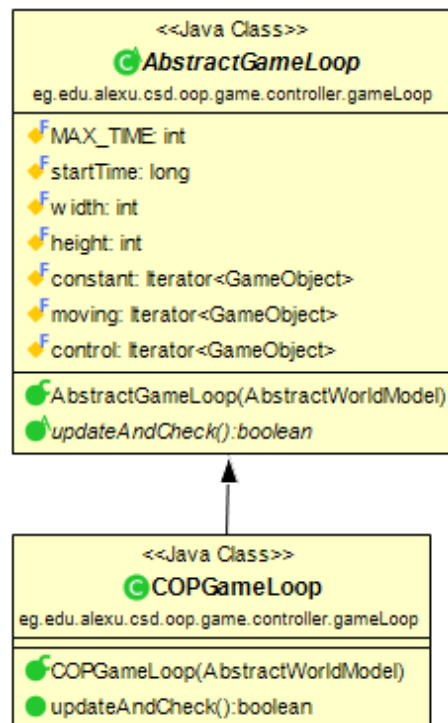 <<Java Class>>
AbstractGameLoop
eg.edu.alexu.csd.oop.game.controller.gameLoop
F MAX_TIME: int
F startTime: long
F width: int
F height: int
F constant: Iterator<GameObject>
F moving: Iterator<GameObject>
F control: Iterator<GameObject>
C AbstractGameLoop(AbstractWorldModel)
A updateAndCheck():boolean
<<Java Class>>
C COPGameLoop
eg.edu.alexu.csd.oop.game.controller.gameLoop
C COPGameLoop(AbstractWorldModel)
updateAndCheck():boolean